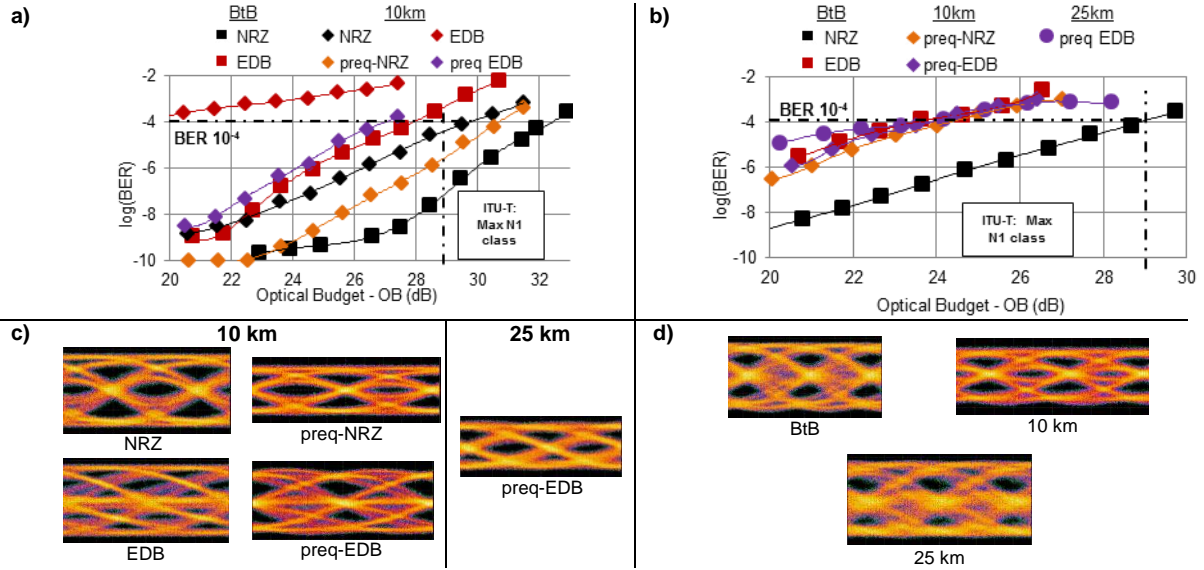 a)
BtB 10km
NRZ NRZ EDB
EDB preq-NRZ preq EDB
-2
-4
-6
-8
-10
log(BER)
BER 10-4
ITU-T:
Max N1
class
20 22 24 26 28 30 32
Optical Budget - OB (dB)
b)
BtB 10km 25km
NRZ preq-NRZ preq EDB
EDB preq-EDB
-2
-4
-6
-8
-10
log(BER)
BER 10-4
ITU-T: Max
N1 class
20 22 24 26 28 30
Optical Budget - OB (dB)
c) 10 km 25 km
NRZ
preq-NRZ
EDB
preq-EDB
preq-EDB
d)
BtB
10 km
25 km